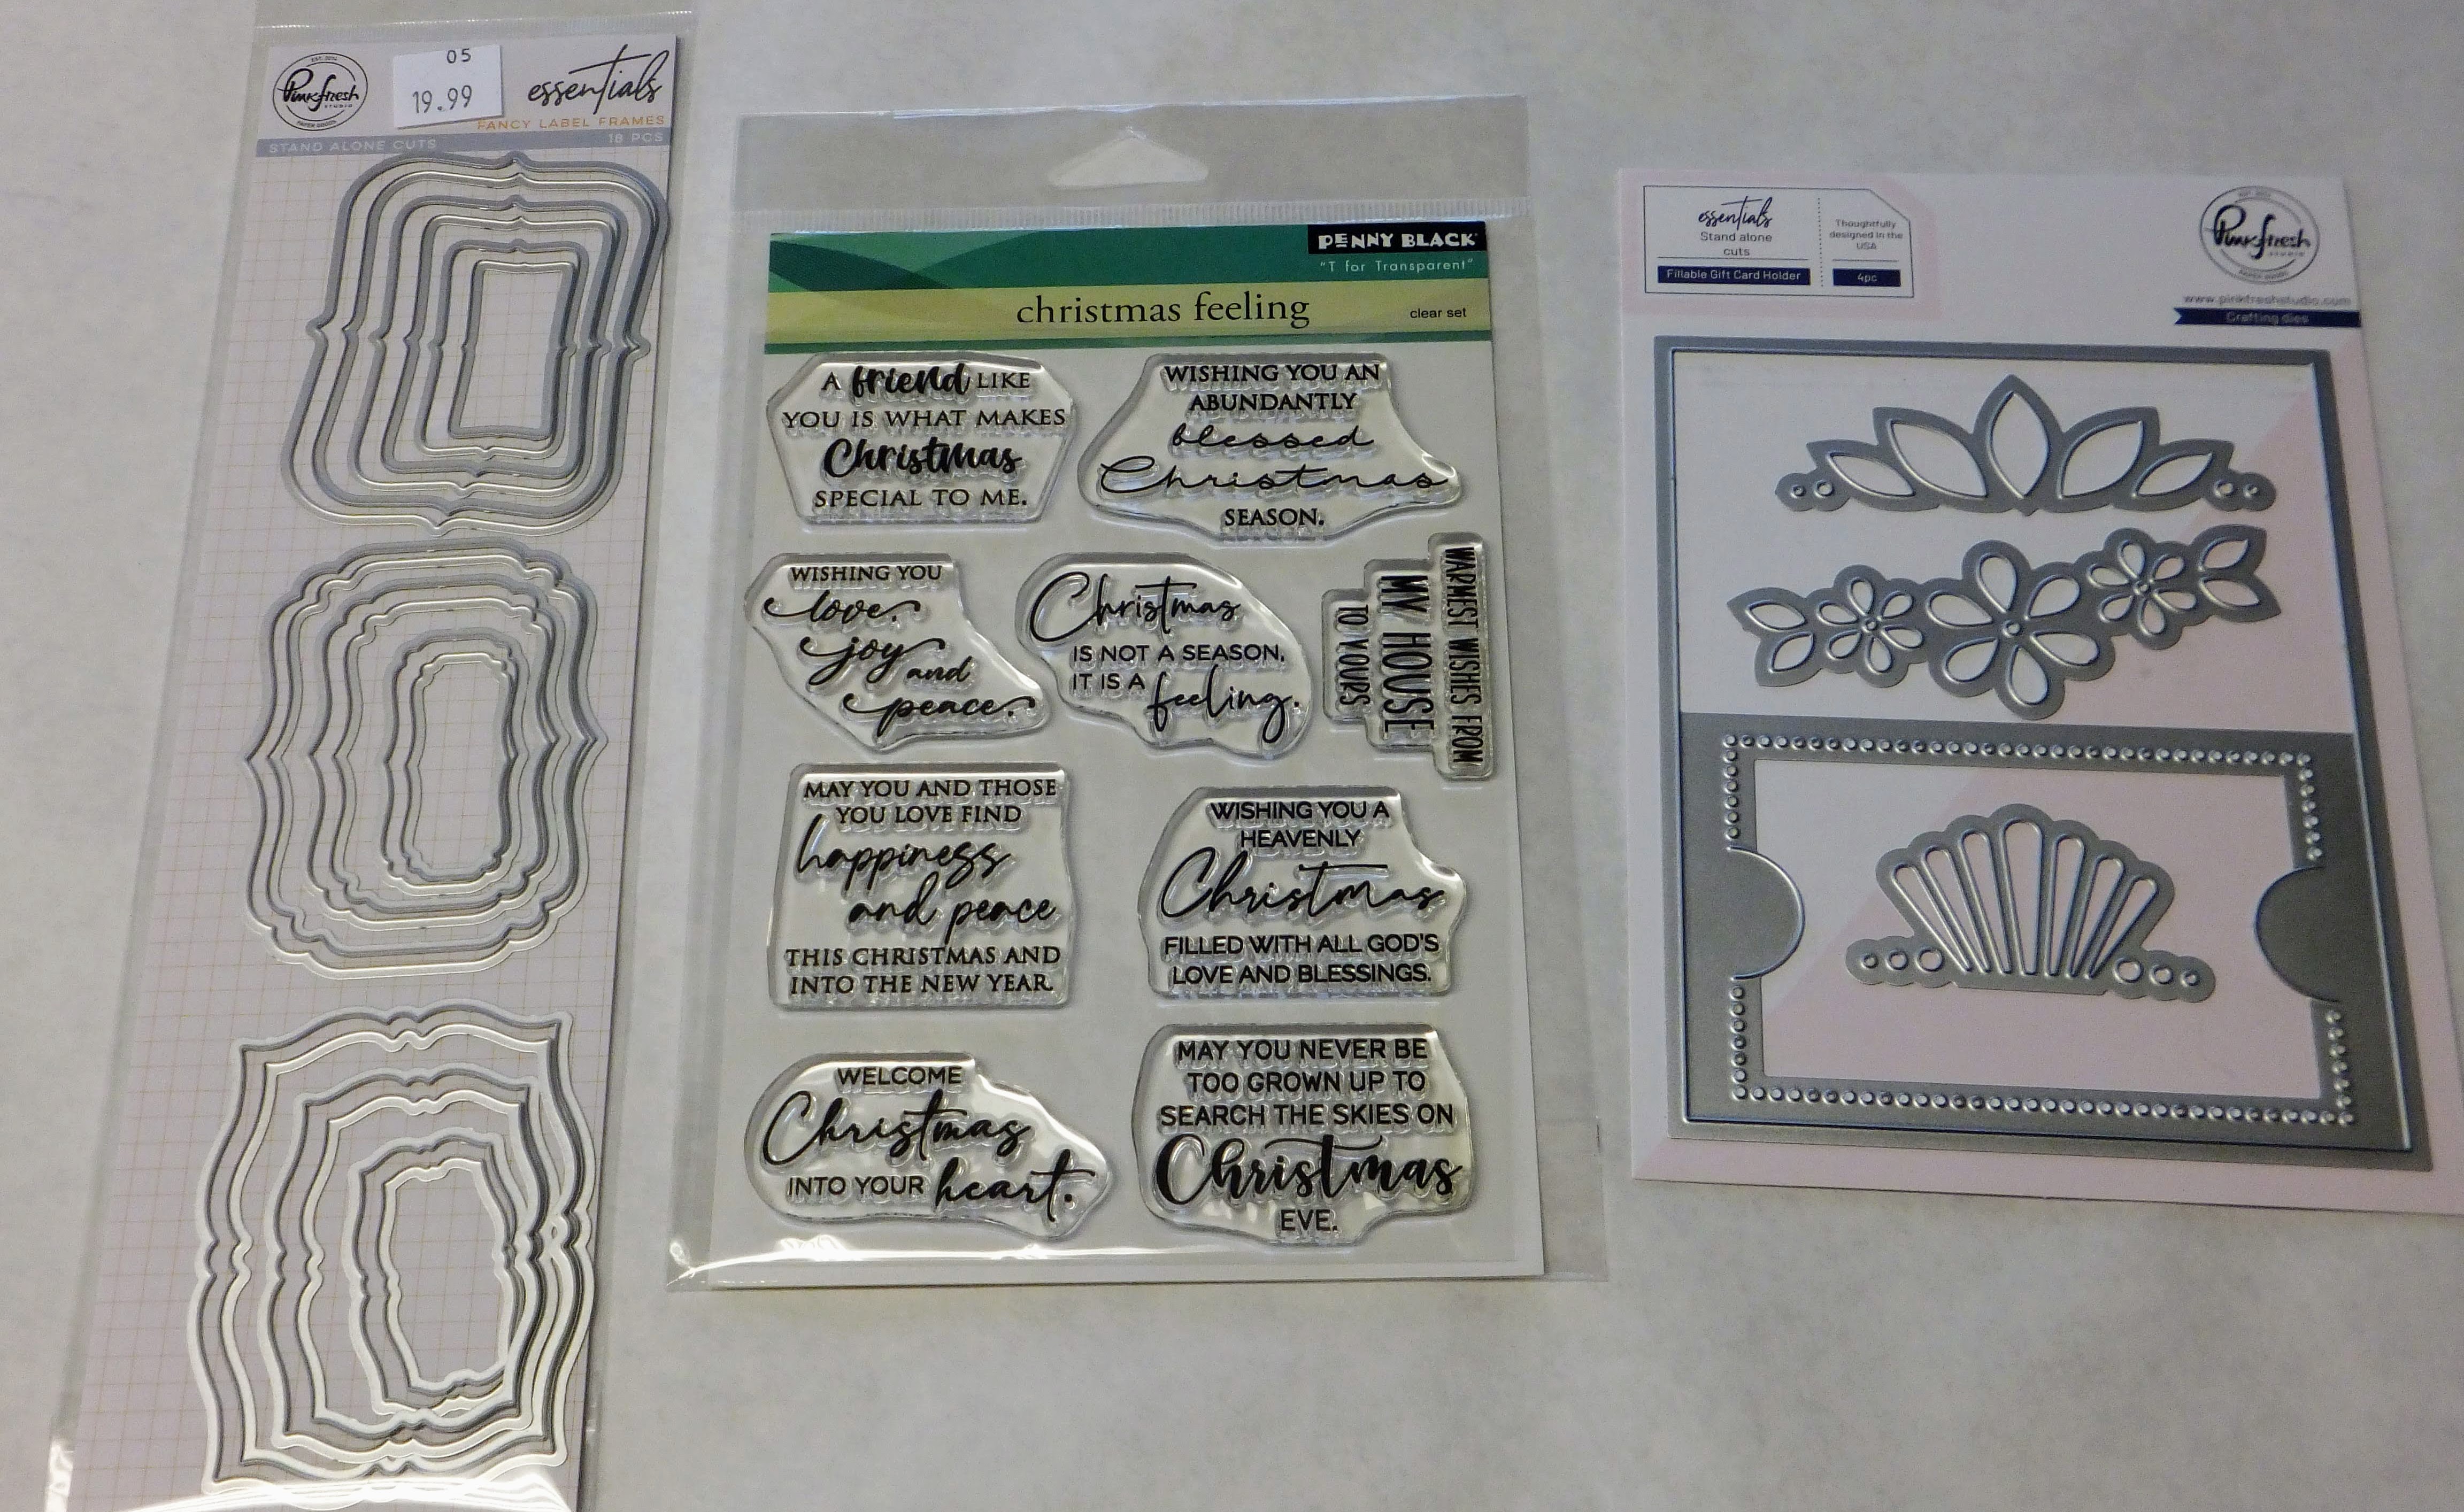 EST. 2014
Pinkfresh
STUDIO
PAPER GOODS
05
19.99
essentials
FANCY LABEL FRAMES
STAND ALONE CUTS
18 PCS
PENNY BLACK
"T for Transparent"
christmas feeling
clear set
A friend LIKE
YOU IS WHAT MAKES
Christmas
SPECIAL TO ME.
WISHING YOU AN
ABUNDANTLY
blessed
Christmas
SEASON.
WISHING YOU
love,
joy and
peace.
Christmas
IS NOT A SEASON,
IT IS A feeling.
WARMEST WISHES FROM
MY HOUSE
TO YOURS
MAY YOU AND THOSE
YOU LOVE FIND
happiness
and peace
THIS CHRISTMAS AND
INTO THE NEW YEAR.
WISHING YOU A
HEAVENLY
Christmas
FILLED WITH ALL GOD'S
LOVE AND BLESSINGS.
WELCOME
Christmas
INTO YOUR heart.
MAY YOU NEVER BE
TOO GROWN UP TO
SEARCH THE SKIES ON
Christmas
EVE.
essentials
Stand alone
cuts
Fillable Gift Card Holder
Thoughtfully
designed in the
USA
4pc
Pinkfresh
STUDIO
www.pinkfreshstudio.com
Crafting dies